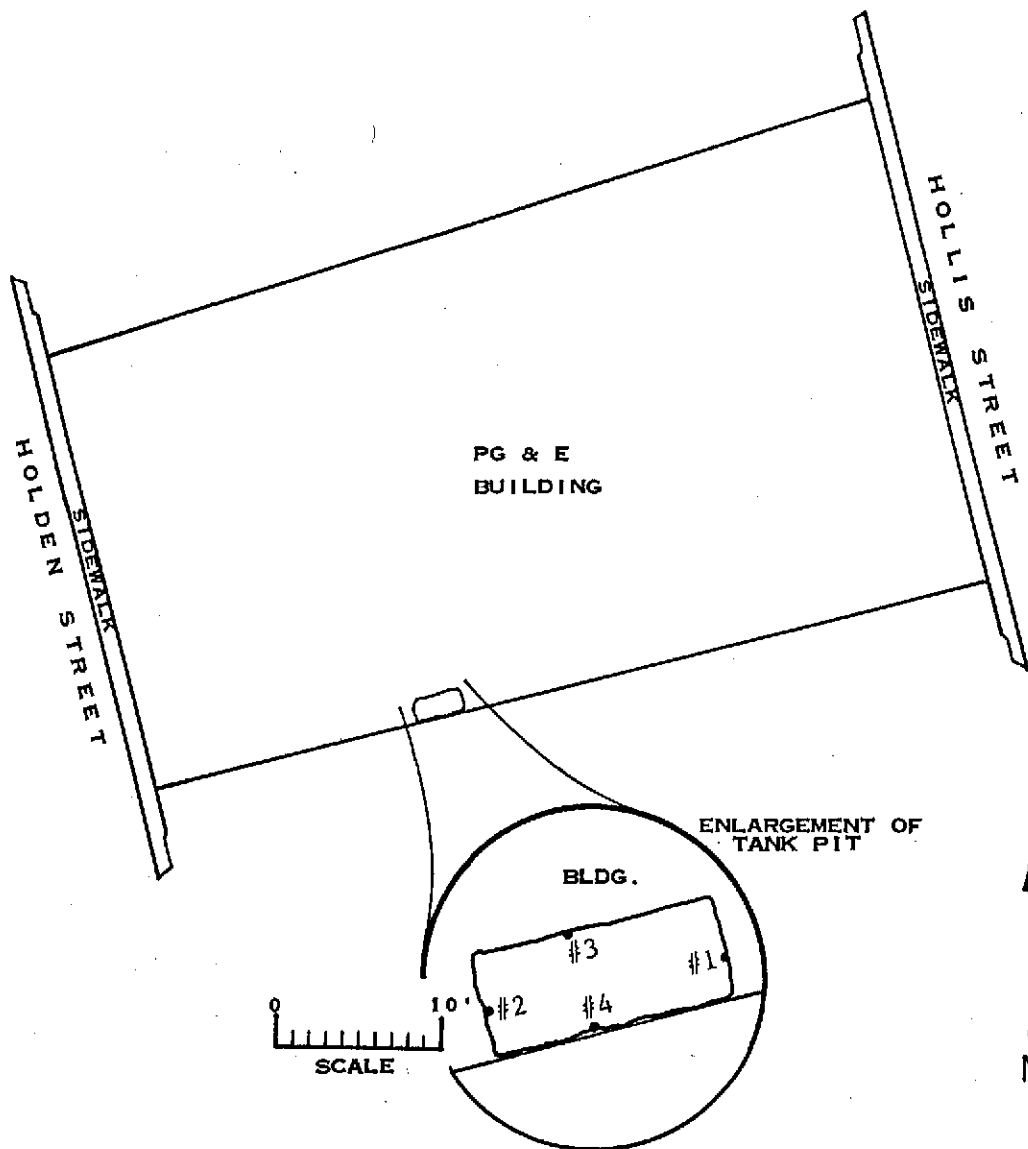 HOLLIS STREET
SIDEWALK
HOLDEN STREET
SIDEWALK
PG & E
BUILDING
ENLARGEMENT OF
TANK PIT
BLDG.
#3
#1
#2
#4
0 10'
SCALE
N